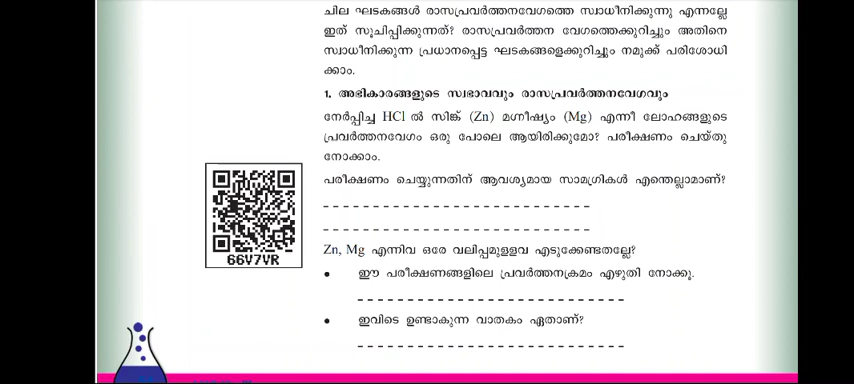 ചില ഘടകങ്ങൾ രാസപ്രവർത്തനവേഗത്തെ സ്വാധീനിക്കുന്നു എന്നല്ലേ
ഇത് സൂചിപ്പിക്കുന്നത്? രാസപ്രവർത്തന വേഗത്തെക്കുറിച്ചും അതിനെ
സ്വാധീനിക്കുന്ന പ്രധാനപ്പെട്ട ഘടകങ്ങളെക്കുറിച്ചും നമുക്ക് പരിശോധി
ക്കാം.
1. അഭികാരങ്ങളുടെ സ്വഭാവവും രാസപ്രവർത്തനവേഗവും
നേർപ്പിച്ച HCl ൽ സിങ്ക് (Zn) മഗ്നീഷ്യം (Mg) എന്നീ ലോഹങ്ങളുടെ
പ്രവർത്തനവേഗം ഒരു പോലെ ആയിരിക്കുമോ? പരീക്ഷണം ചെയ്തു
നോക്കാം.
പരീക്ഷണം ചെയ്യുന്നതിന് ആവശ്യമായ സാമഗ്രികൾ എന്തെല്ലാമാണ്?
Zn, Mg എന്നിവ ഒരേ വലിപ്പമുള്ളവ എടുക്കേണ്ടതല്ലേ?
• ഈ പരീക്ഷണങ്ങളിലെ പ്രവർത്തനക്രമം എഴുതി നോക്കൂ.
• ഇവിടെ ഉണ്ടാകുന്ന വാതകം ഏതാണ്?
66V7VR